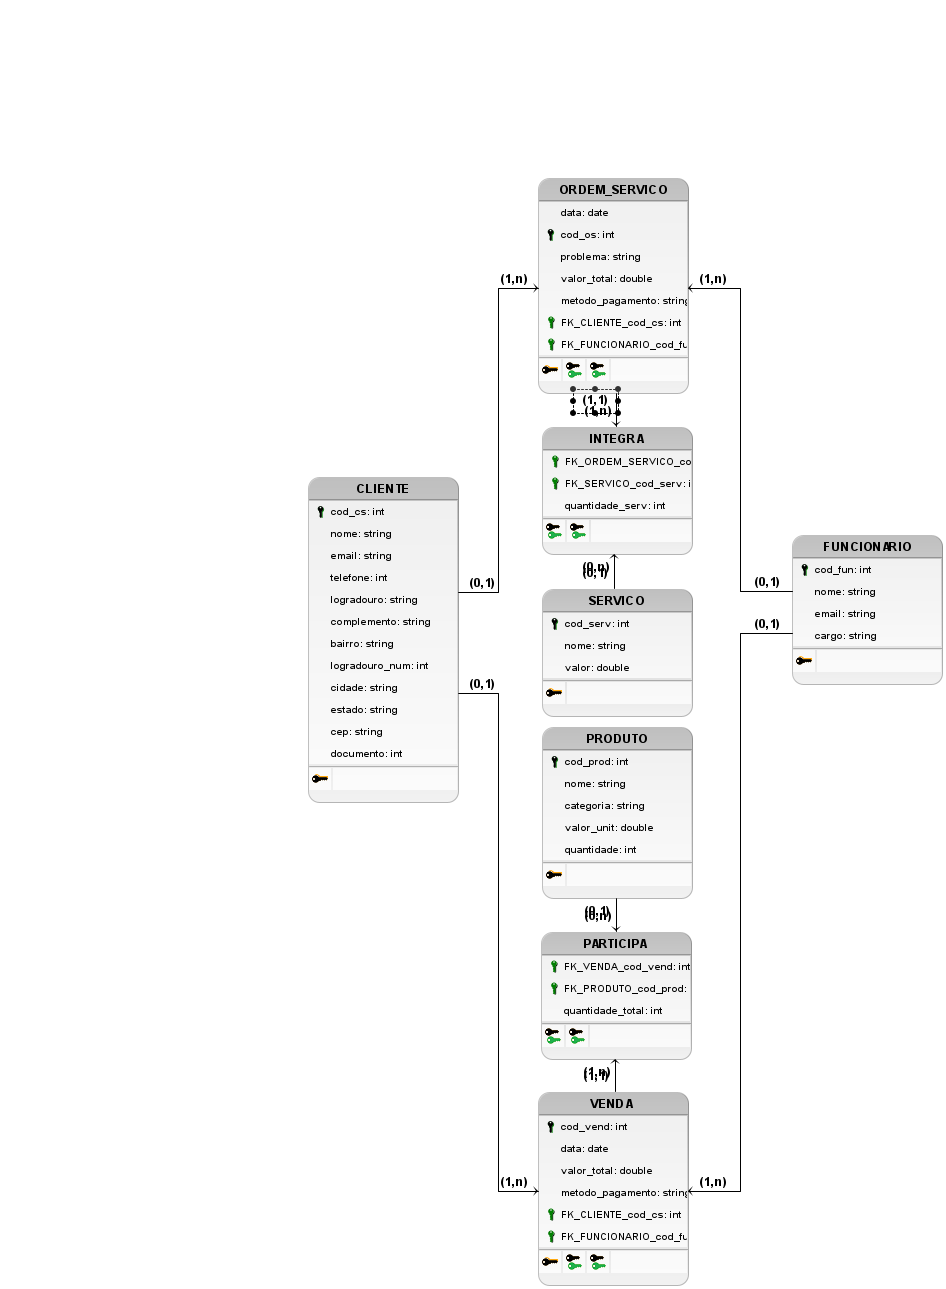 ORDEM_SERVICO
data: date
cod_os: int
problema: string
valor_total: double
metodo_pagamento: string
FK_CLIENTE_cod_cs: int
FK_FUNCIONARIO_cod_fu
(1,n)
(1,n)
(1,1)
(1,n)
INTEGRA
FK_ORDEM_SERVICO_co
FK_SERVICO_cod_serv: i
quantidade_serv: int
CLIENTE
cod_cs: int
nome: string
email: string
telefone: int
logradouro: string
complemento: string
bairro: string
logradouro_num: int
cidade: string
estado: string
cep: string
documento: int
(0,1)
(0,1)
FUNCIONARIO
cod_fun: int
nome: string
email: string
cargo: string
(0,1)
(0,1)
(0,n)
(0,1)
SERVICO
cod_serv: int
nome: string
valor: double
PRODUTO
cod_prod: int
nome: string
categoria: string
valor_unit: double
quantidade: int
(0,1)
(0,n)
PARTICIPA
FK_VENDA_cod_vend: int
FK_PRODUTO_cod_prod:
quantidade_total: int
(1,n)
(1,1)
VENDA
cod_vend: int
data: date
valor_total: double
metodo_pagamento: string
FK_CLIENTE_cod_cs: int
FK_FUNCIONARIO_cod_fu
(1,n)
(1,n)